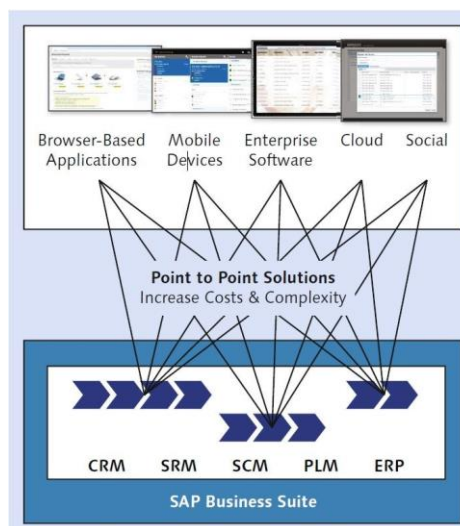 Browser-Based Mobile Enterprise Cloud Social
Applications Devices Software
Point to Point Solutions
Increase Costs & Complexity
CRM SRM SCM PLM ERP
SAP Business Suite